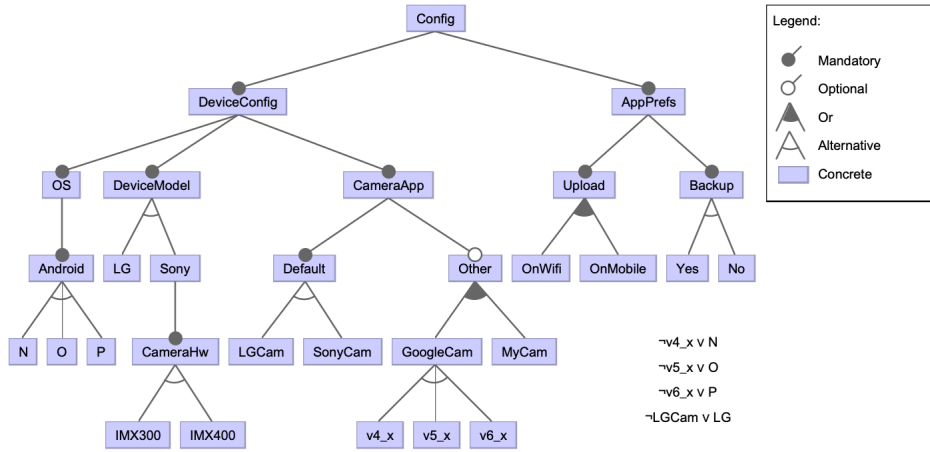 Config
Legend:
Mandatory
Optional
Or
Alternative
Concrete
DeviceConfig AppPrefs
OS DeviceModel CameraApp Upload Backup
Android LG Sony Default Other OnWifi OnMobile Yes No
N O P CameraHw LGCam SonyCam GoogleCam MyCam
IMX300 IMX400 v4_x v5_x v6_x
¬v4_x v N
¬v5_x v O
¬v6_x v P
¬LGCam v LG